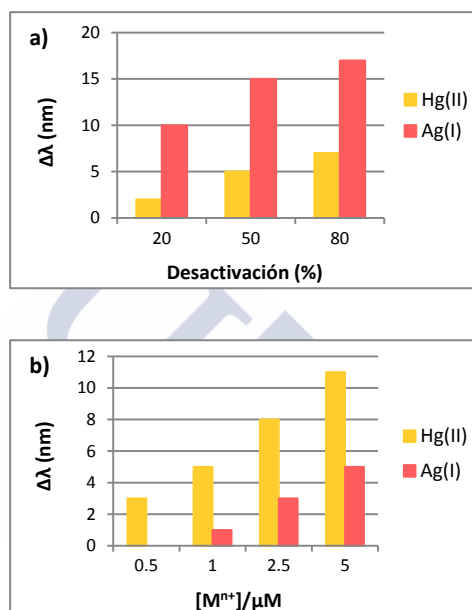 a)
20
15
10
5
0
Δλ (nm)
20 50 80
Desactivación (%)
Hg(II)
Ag(I)
b)
12
10
8
6
4
2
0
Δλ (nm)
0.5 1 2.5 5
[Mⁿ⁺]/µM
Hg(II)
Ag(I)